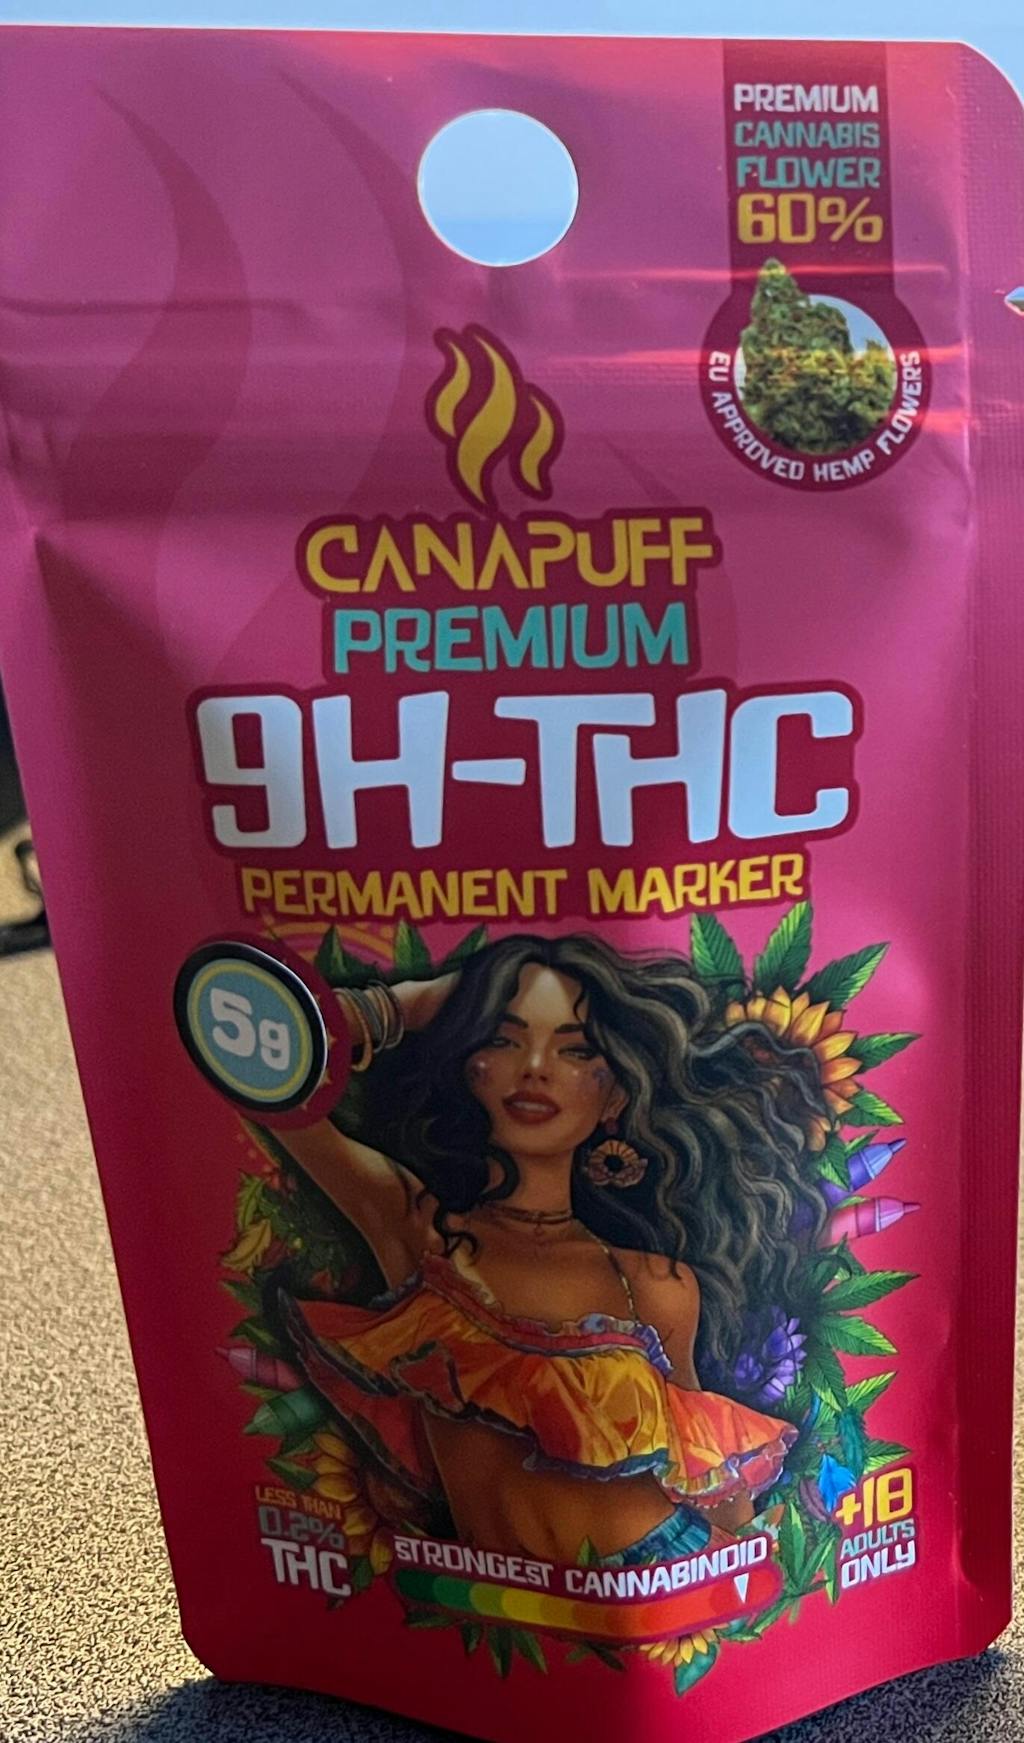 PREMIUM
CANNABIS
FLOWER
60%
EU APPROVED HEMP FLOWERS
CANAPUFF
PREMIUM
9H-THC
PERMANENT MARKER
5g
LESS THAN
0.2%
THC
STRONGEST CANNABINOID
+18
ADULTS
ONLY